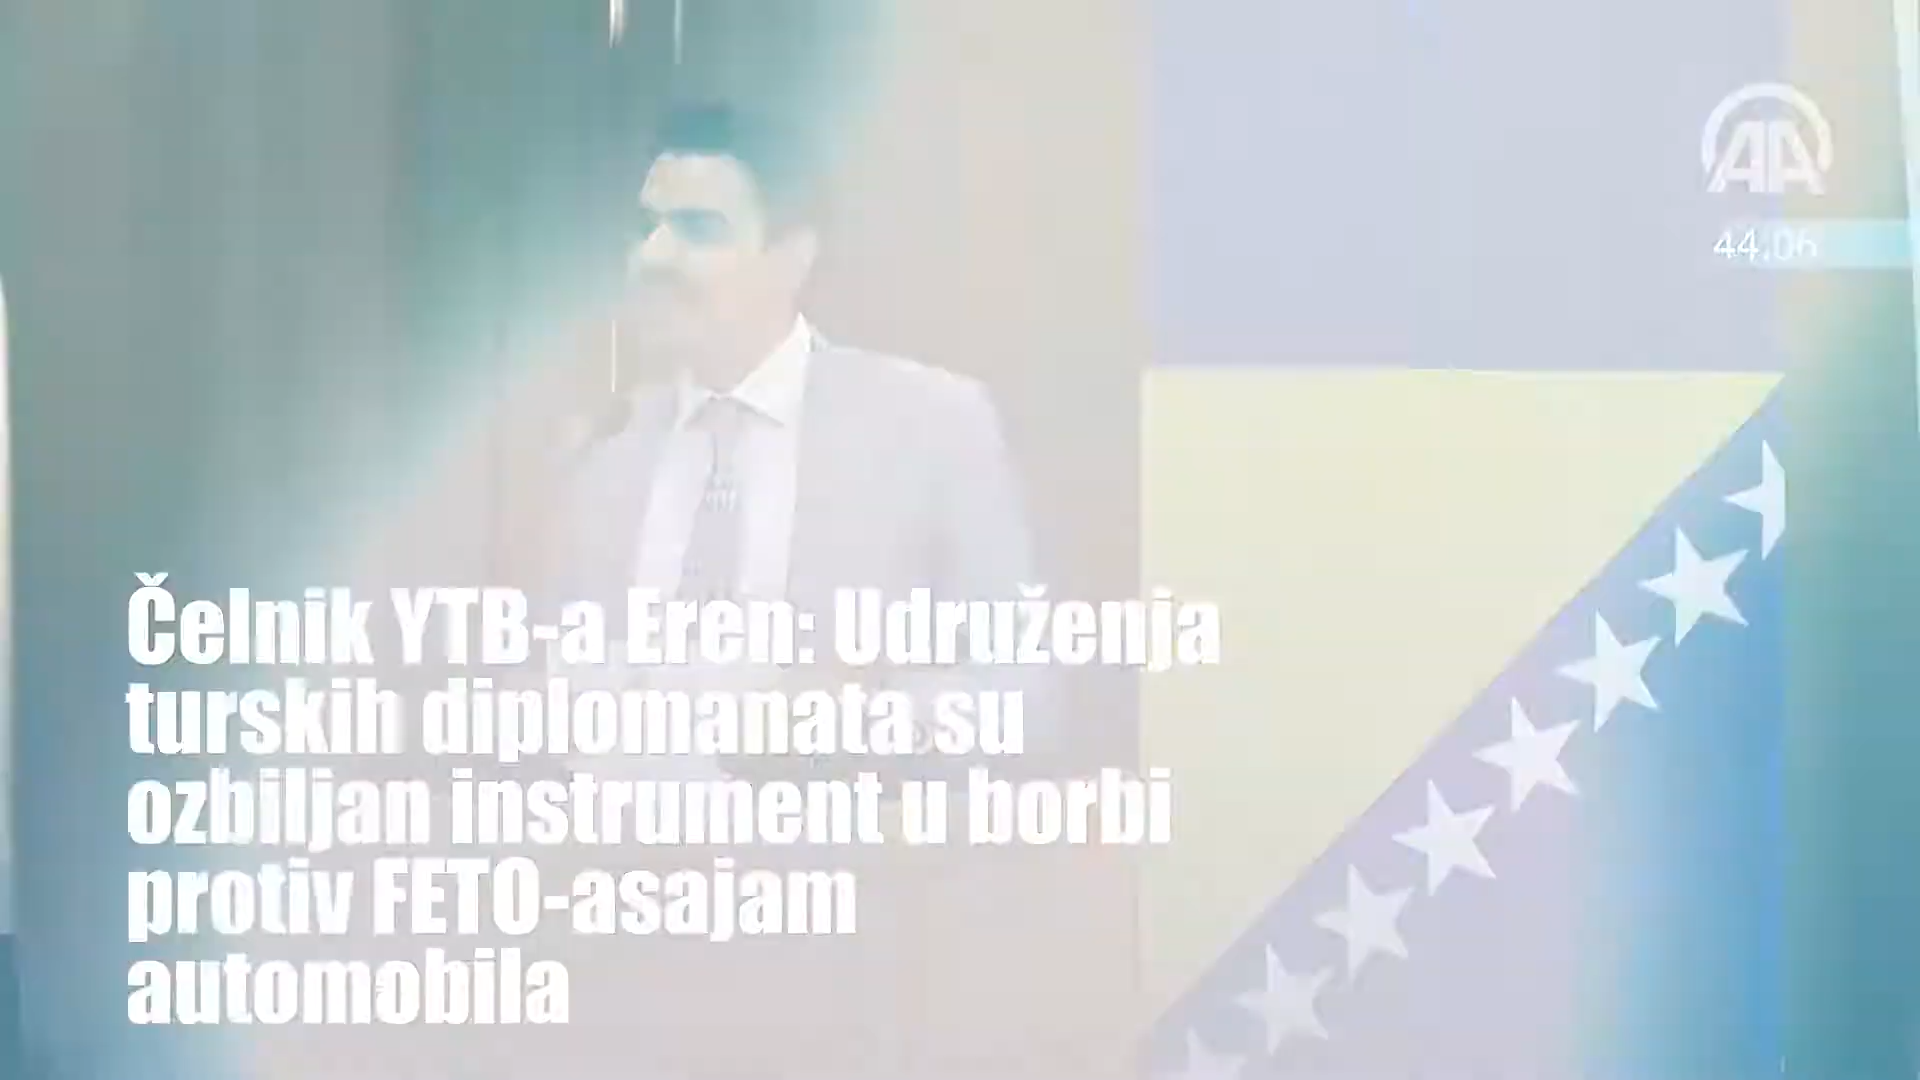 AA
44:06
Čelnik YTB-a Eren: Udruženja
turskih diplomanata su
ozbiljan instrument u borbi
protiv FETO-asajam
automobila